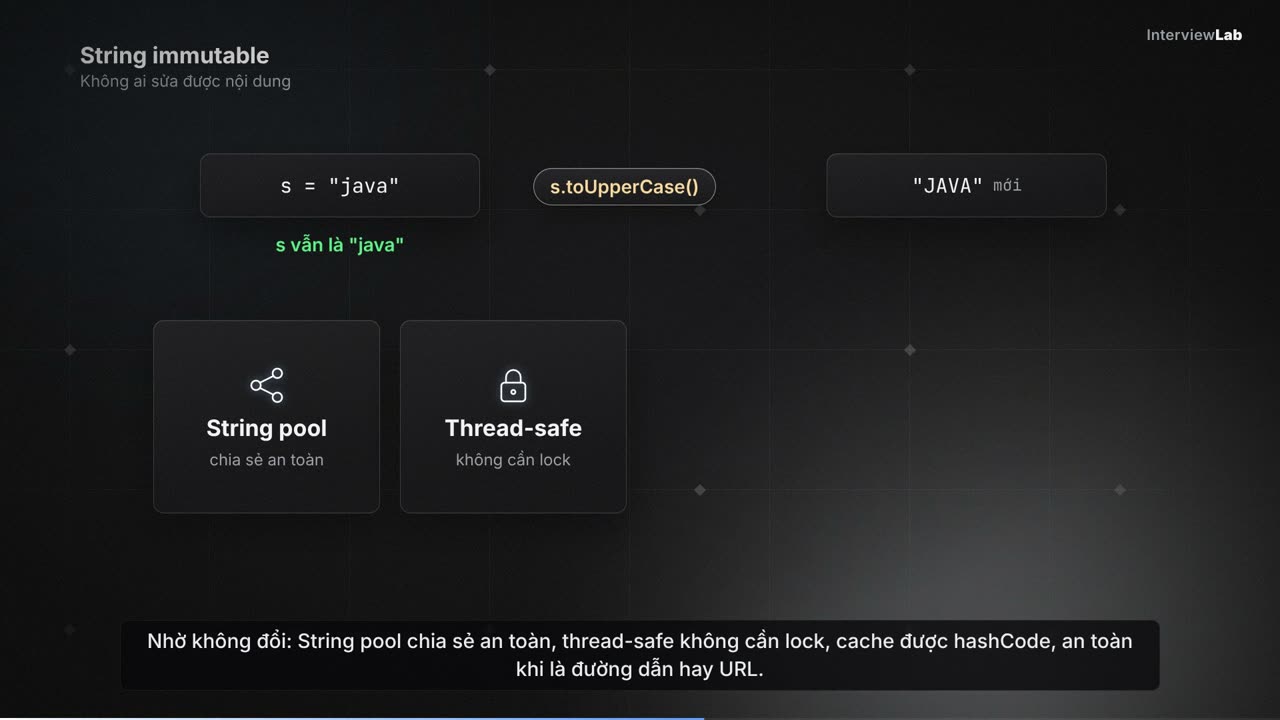 String immutable
Không ai sửa được nội dung
InterviewLab
s = "java"
s.toUpperCase()
"JAVA" mới
s vẫn là "java"
String pool
chia sẻ an toàn
Thread-safe
không cần lock
Nhờ không đổi: String pool chia sẻ an toàn, thread-safe không cần lock, cache được hashCode, an toàn
khi là đường dẫn hay URL.